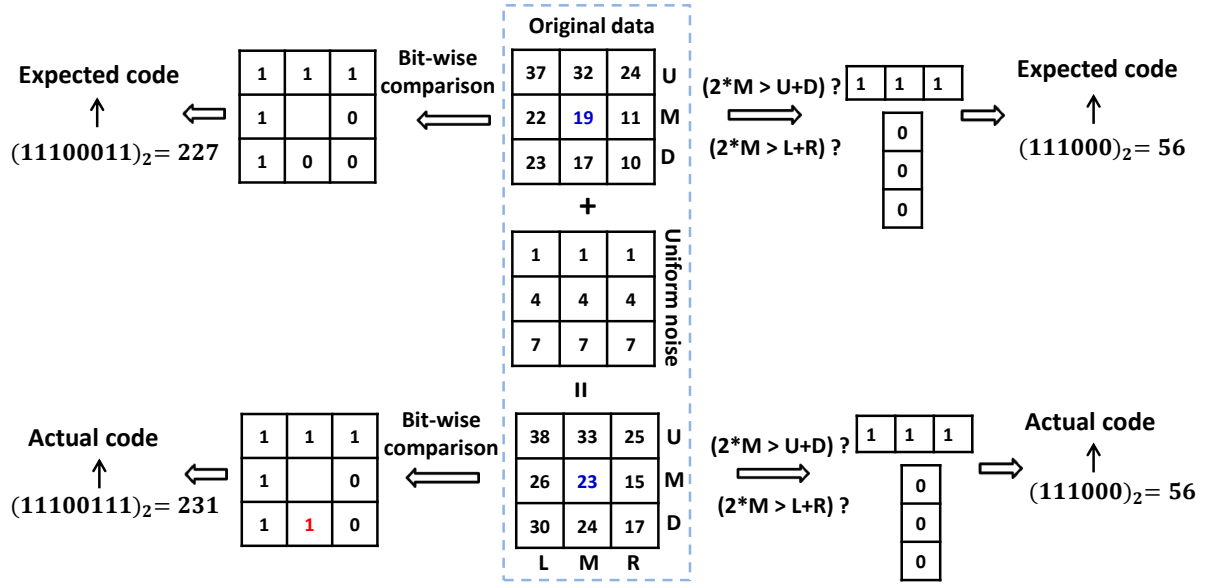 Original data
Expected code
(11100011)₂= 227
1 1 1
1 0
1 0 0
Bit-wise
comparison
37 32 24 U
22 19 11 M
23 17 10 D
(2*M > U+D) ?
(2*M > L+R) ?
1 1 1
0
0
0
Expected code
(111000)₂= 56
+
1 1 1
4 4 4
7 7 7
Uniform noise
=
Actual code
(11100111)₂= 231
1 1 1
1 0
1 1 0
Bit-wise
comparison
38 33 25 U
26 23 15 M
30 24 17 D
L M R
(2*M > U+D) ?
(2*M > L+R) ?
1 1 1
0
0
0
Actual code
(111000)₂= 56